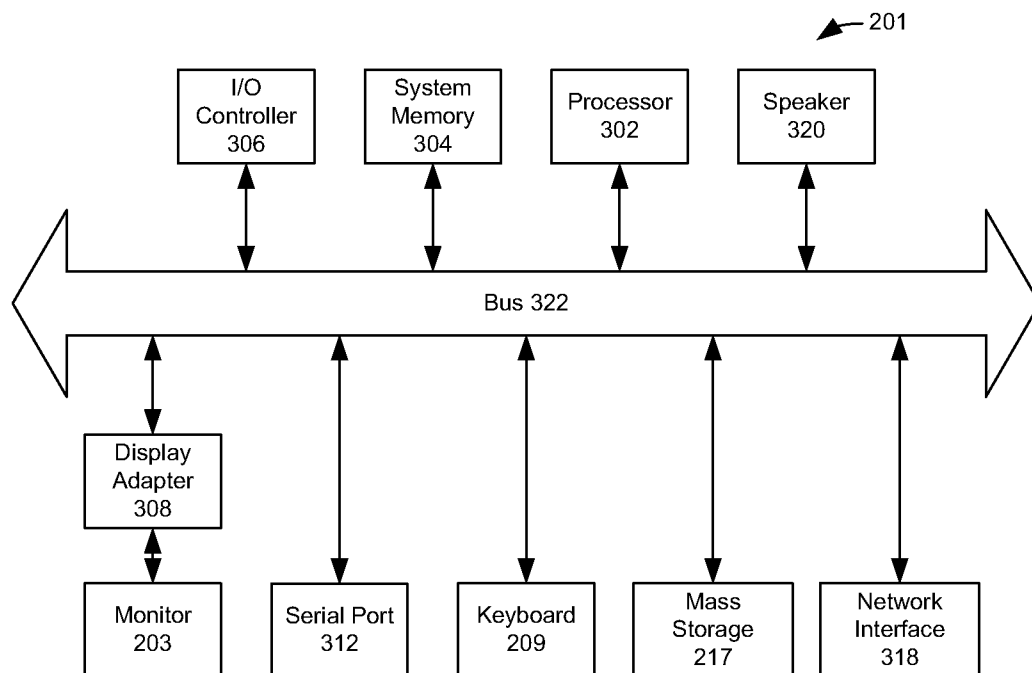 201
I/O
Controller
306
System
Memory
304
Processor
302
Speaker
320
Bus 322
Display
Adapter
308
Monitor
203
Serial Port
312
Keyboard
209
Mass
Storage
217
Network
Interface
318